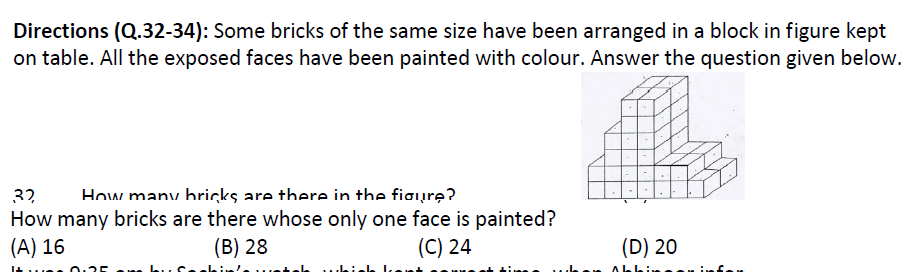 Directions (Q.32-34): Some bricks of the same size have been arranged in a block in figure kept
on table. All the exposed faces have been painted with colour. Answer the question given below.
32 How many bricks are there in the figure?
How many bricks are there whose only one face is painted?
(A) 16 (B) 28 (C) 24 (D) 20